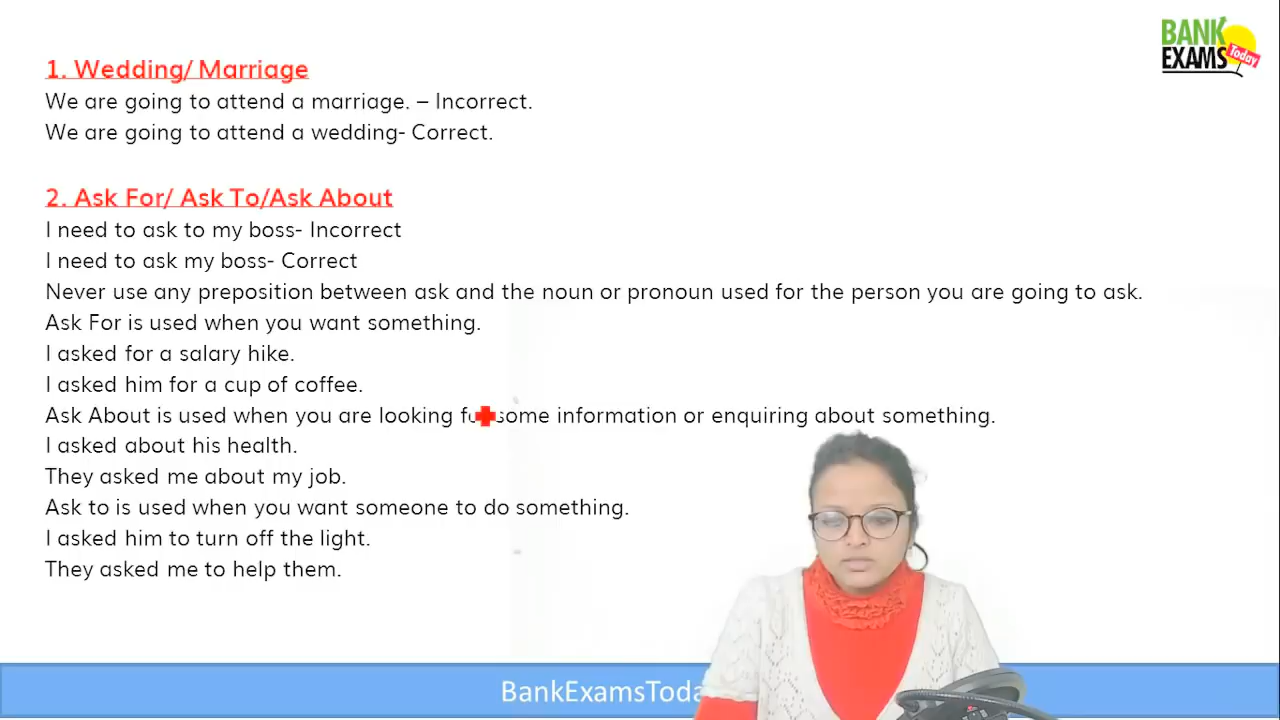 BANK
EXAMS Today
1. Wedding/ Marriage
We are going to attend a marriage. – Incorrect.
We are going to attend a wedding- Correct.
2. Ask For/ Ask To/Ask About
I need to ask to my boss- Incorrect
I need to ask my boss- Correct
Never use any preposition between ask and the noun or pronoun used for the person you are going to ask.
Ask For is used when you want something.
I asked for a salary hike.
I asked him for a cup of coffee.
Ask About is used when you are looking for some information or enquiring about something.
I asked about his health.
They asked me about my job.
Ask to is used when you want someone to do something.
I asked him to turn off the light.
They asked me to help them.
BankExamsToda